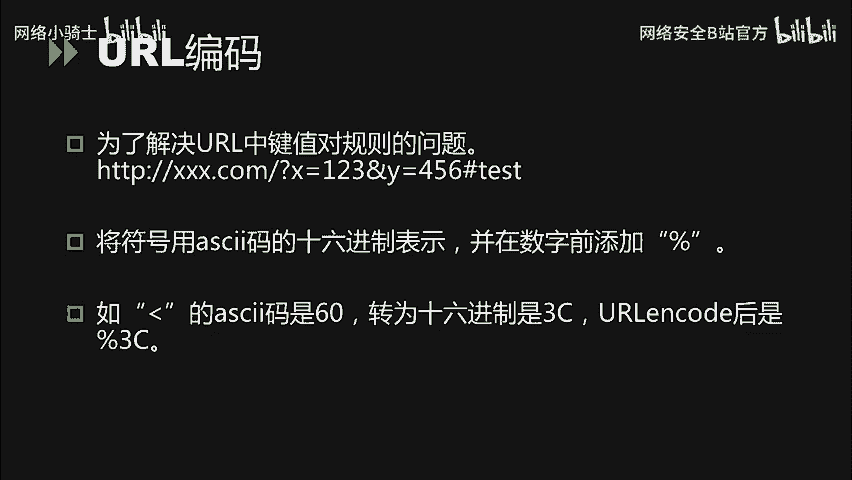 网络小骑士 bilibili
网络安全B站官方 bilibili
URL编码
为了解决URL中键值对规则的问题。
http://xxx.com/?x=123&y=456#test
将符号用ascii码的十六进制表示，并在数字前添加“%”。
如“<”的ascii码是60，转为十六进制是3C，URLencode后是
%3C。